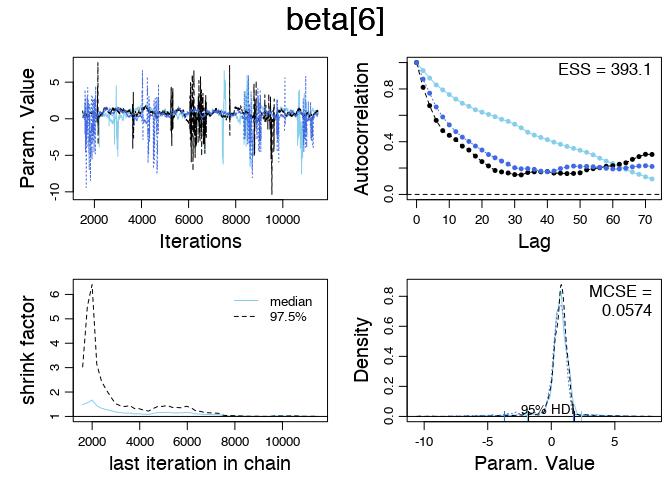 beta[6]
Param. Value
5
0
-5
-10
2000 4000 6000 8000 10000
Iterations
Autocorrelation
0.8
0.4
0.0
ESS = 393.1
0 10 20 30 40 50 60 70
Lag
shrink factor
6
5
4
3
2
1
median
97.5%
2000 4000 6000 8000 10000
last iteration in chain
Density
0.8
0.6
0.4
0.2
0.0
MCSE =
0.0574
95% HDI
-10 -5 0 5
Param. Value